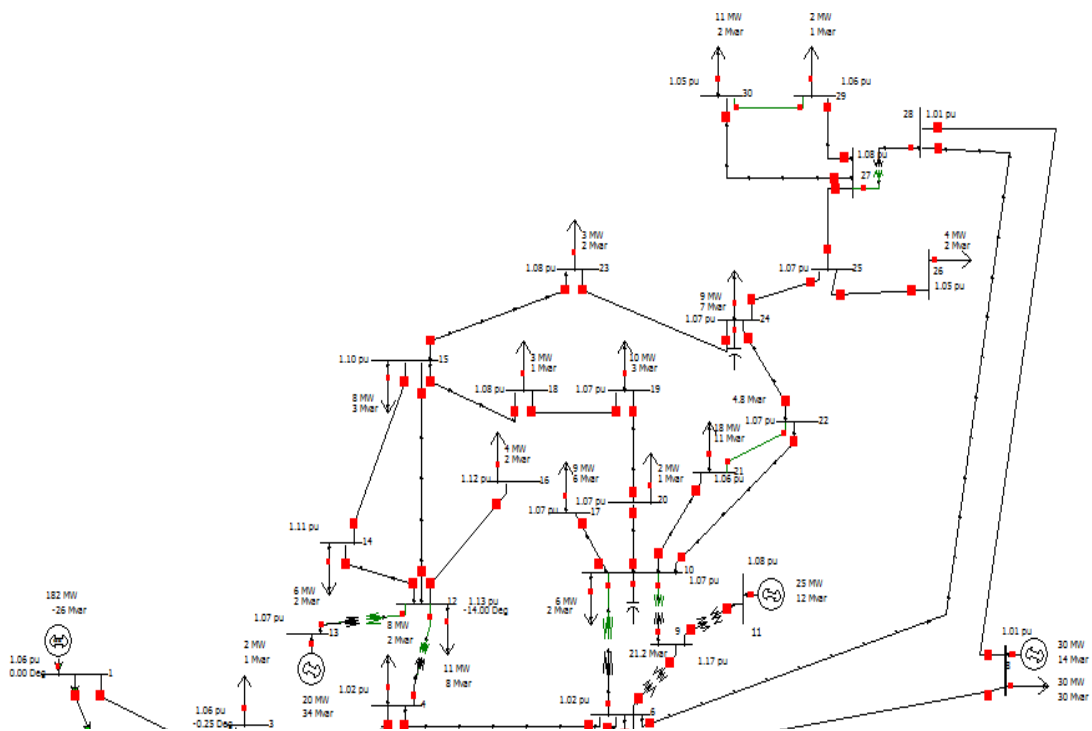 11 MW
2 Mvar
2 MW
1 Mvar
1.05 pu
30
1.06 pu
29
28
1.01 pu
1.08 pu
27
3 MW
2 Mvar
1.08 pu
23
4 MW
2 Mvar
1.07 pu
25
26
1.05 pu
9 MW
7 Mvar
1.07 pu
24
1.10 pu
15
8 MW
3 Mvar
3 MW
1 Mvar
1.08 pu
18
10 MW
3 Mvar
1.07 pu
19
4.8 Mvar
1.07 pu
22
18 MW
11 Mvar
21
1.06 pu
4 MW
2 Mvar
1.12 pu
16
9 MW
6 Mvar
1.07 pu
17
2 MW
1 Mvar
1.07 pu
20
1.11 pu
14
6 MW
2 Mvar
10
1.07 pu
6 MW
2 Mvar
1.08 pu
25 MW
12 Mvar
11
12
1.13 pu
-14.00 Deg
1.07 pu
13
8 MW
2 Mvar
11 MW
8 Mvar
20 MW
34 Mvar
9
21.2 Mvar
1.17 pu
182 MW
-26 Mvar
1.06 pu
0.00 Deg
1
2 MW
1 Mvar
1.06 pu
-0.25 Deg
3
1.02 pu
4
1.02 pu
6
1.01 pu
8
30 MW
14 Mvar
30 MW
30 Mvar